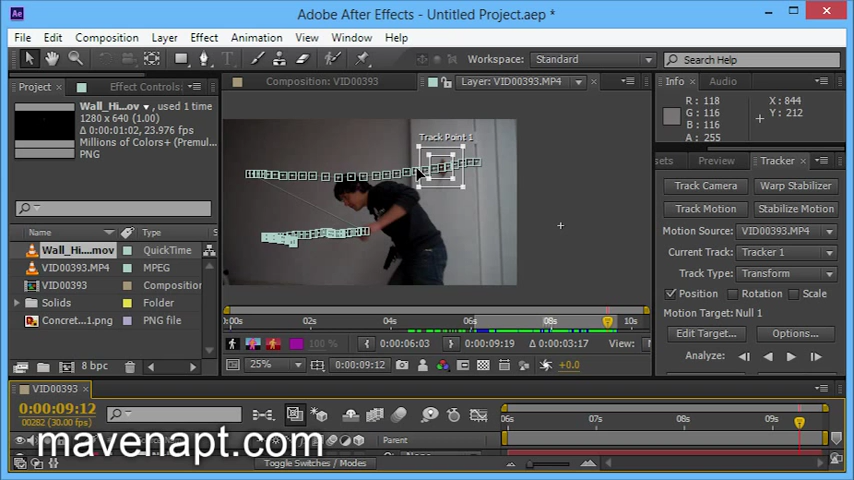 Ae Adobe After Effects - Untitled Project.aep *
File Edit Composition Layer Effect Animation View Window Help
Workspace: Standard Search Help
Project Effect Controls: Composition: VID00393 Layer: VID00393.MP4 Info Audio
Wall_Hi...ov , used 1 time
1280 x 640 (1.00)
Δ 0:00:01:02, 23.976 fps
Millions of Colors+ (Premul...
PNG
R : 118
G : 116
B : 116
A : 255
X : 844
Y : 212
Track Point 1
sets Preview Tracker
Track Camera Warp Stabilizer
Track Motion Stabilize Motion
Motion Source: VID00393.MP4
Current Track: Tracker 1
Track Type: Transform
Position Rotation Scale
Motion Target: Null 1
Edit Target... Options...
Analyze:
Name Type
Wall_Hi....mov QuickTime
VID00393.MP4 MPEG
VID00393 Composition
Solids Folder
Concret...1.png PNG file
8 bpc
0:00s 02s 04s 06s 08s 10s
100 % 0:00:06:03 0:00:09:19 Δ 0:00:03:17 View:
25% 0:00:09:12 +0.0
VID00393
0:00:09:12
00282 (30.00 fps)
06s 07s 08s 09s
Parent
mavenapt.com
Toggle Switches / Modes